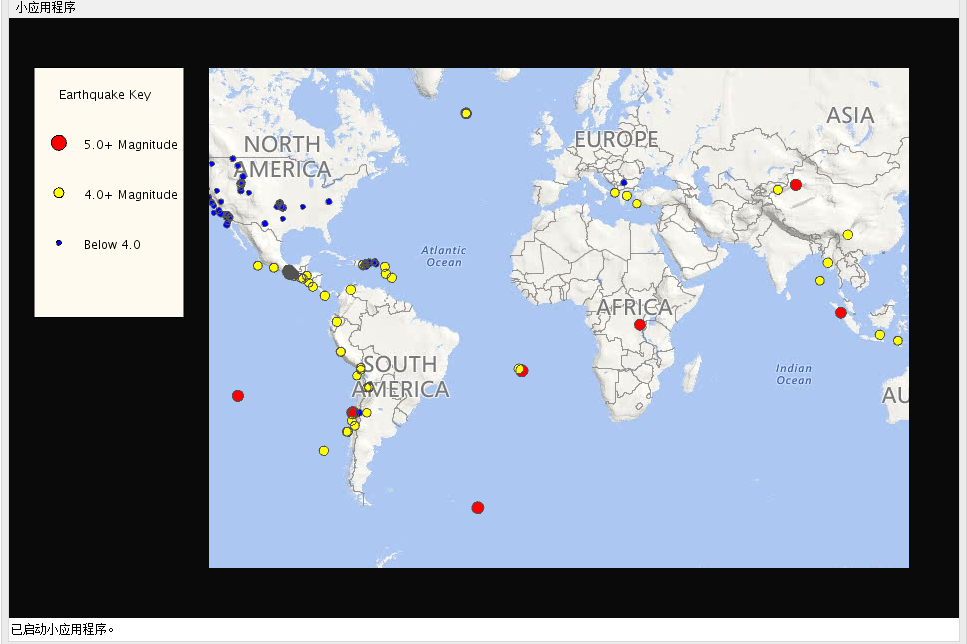 小应用程序
Earthquake Key
5.0+ Magnitude
4.0+ Magnitude
Below 4.0
NORTH
AMERICA
EUROPE
ASIA
Atlantic
Ocean
AFRICA
SOUTH
AMERICA
Indian
Ocean
AU
已启动小应用程序。